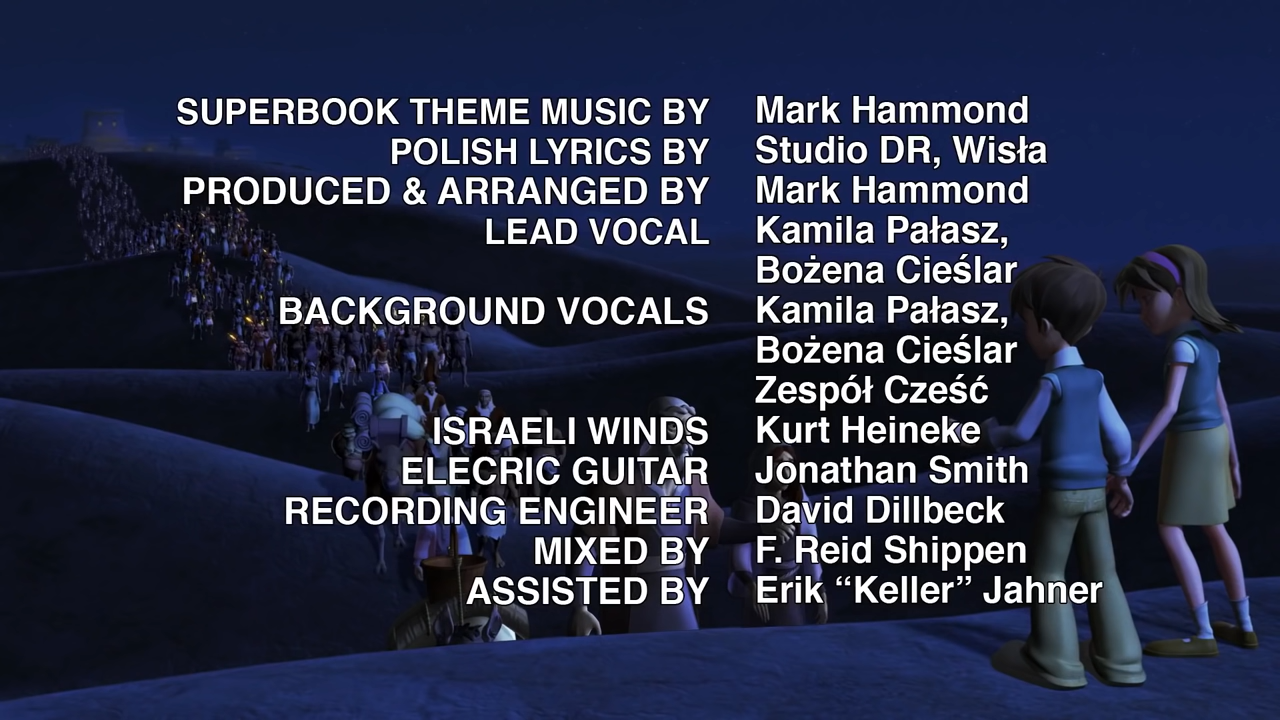 SUPERBOOK THEME MUSIC BY Mark Hammond
POLISH LYRICS BY Studio DR, Wisła
PRODUCED & ARRANGED BY Mark Hammond
LEAD VOCAL Kamila Pałasz,
Bożena Cieślar
BACKGROUND VOCALS Kamila Pałasz,
Bożena Cieślar
Zespół Cześć
ISRAELI WINDS Kurt Heineke
ELECRIC GUITAR Jonathan Smith
RECORDING ENGINEER David Dillbeck
MIXED BY F. Reid Shippen
ASSISTED BY Erik “Keller” Jahner